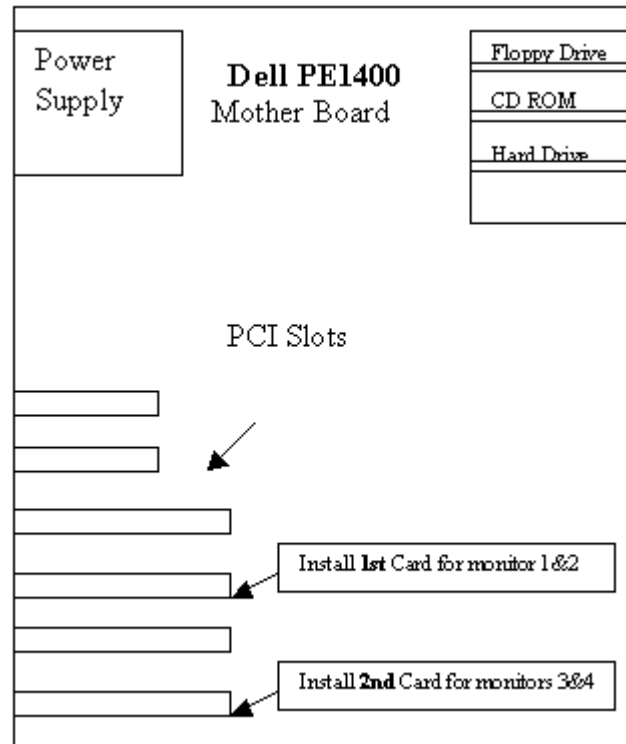 Power
Supply
Dell PE1400
Mother Board
Floppy Drive
CD ROM
Hard Drive
PCI Slots
Install 1st Card for monitor 1&2
Install 2nd Card for monitors 3&4